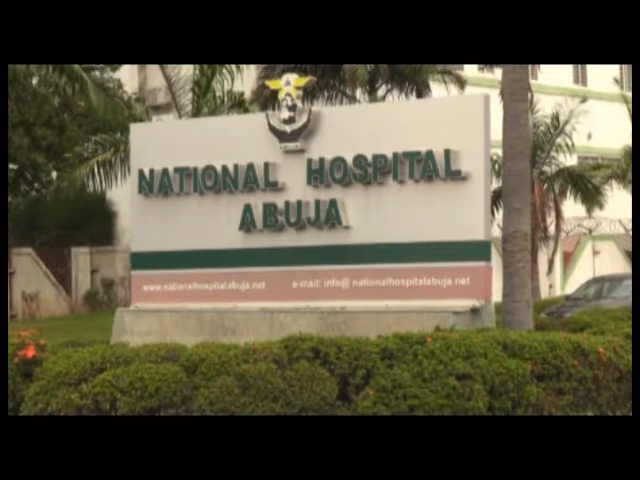 NATIONAL HOSPITAL
ABUJA
www.nationalhospitalabuja.net e-mail: info@nationalhospitalabuja.net